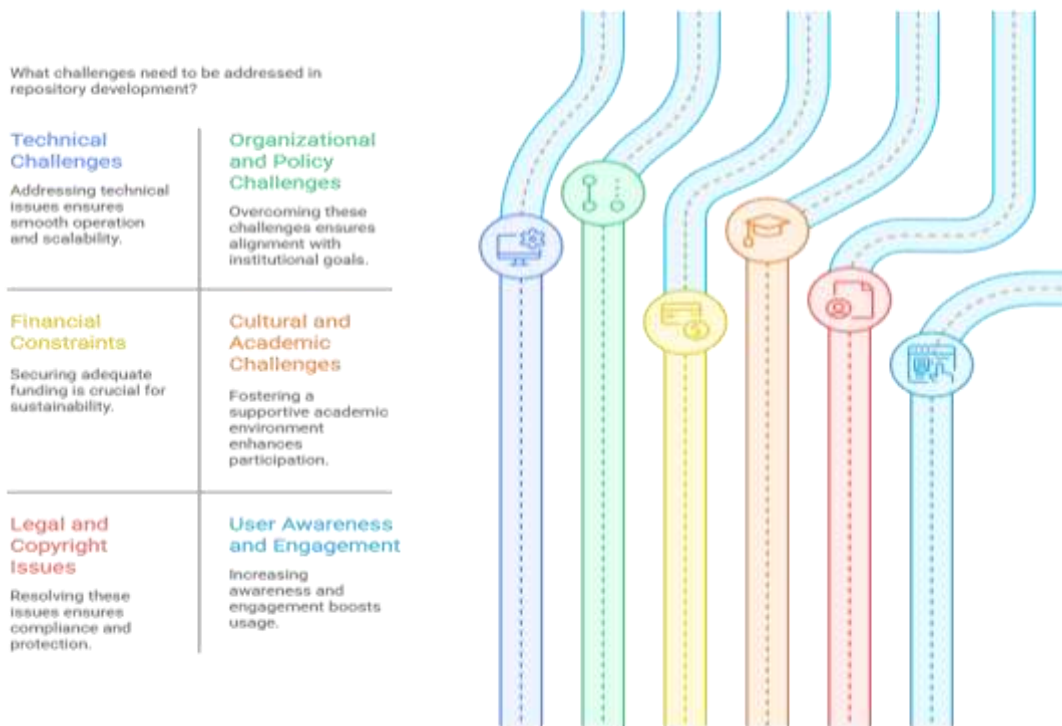 What challenges need to be addressed in
repository development?
Technical
Challenges
Addressing technical
issues ensures
smooth operation
and scalability.
Organizational
and Policy
Challenges
Overcoming these
challenges ensures
alignment with
institutional goals.
Financial
Constraints
Securing adequate
funding is crucial for
sustainability.
Cultural and
Academic
Challenges
Fostering a
supportive academic
environment
enhances
participation.
Legal and
Copyright
Issues
Resolving these
issues ensures
compliance and
protection.
User Awareness
and Engagement
Increasing
awareness and
engagement boosts
usage.